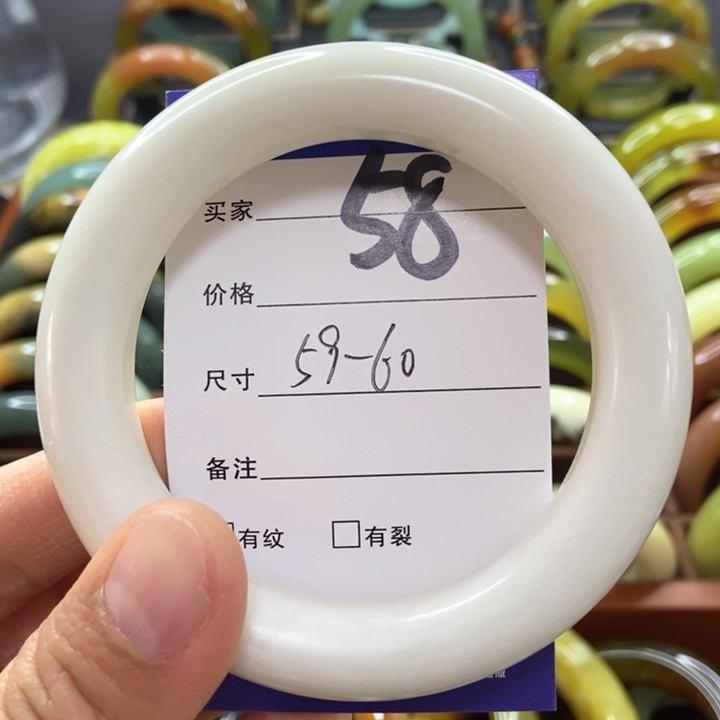 58
买家
价格
尺寸 59-60
备注
有纹 有裂